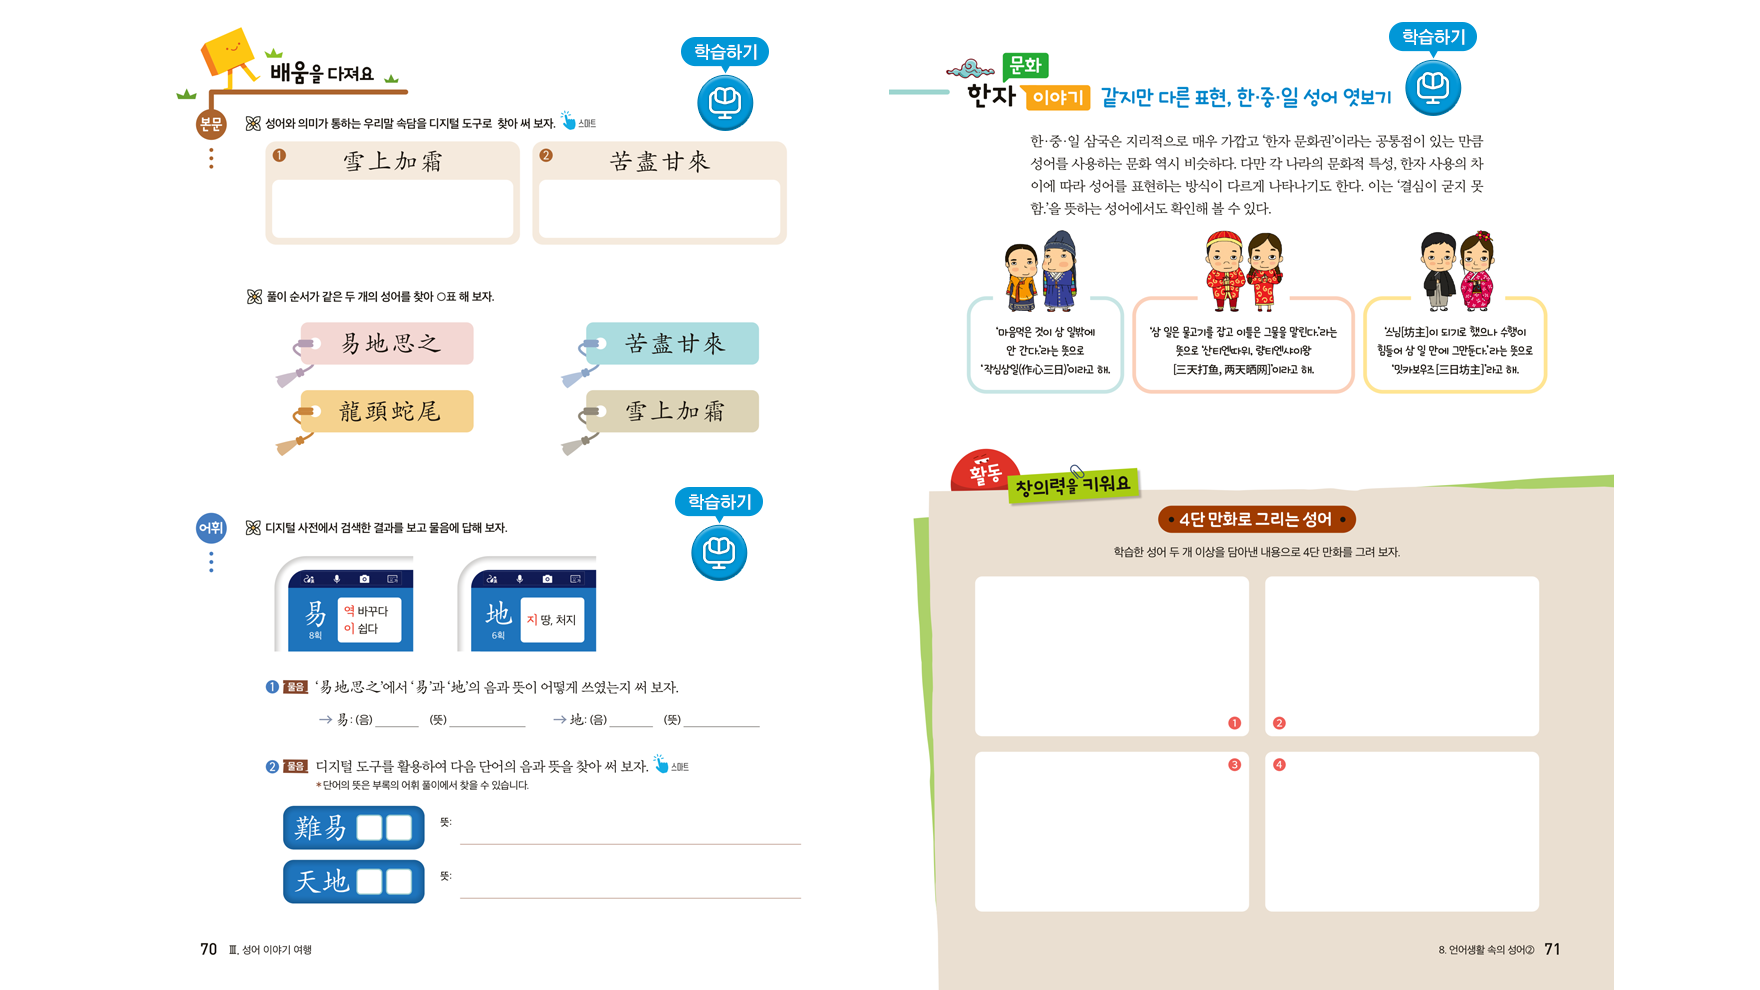 배움을 다져요
학습하기
본문
성어와 의미가 통하는 우리말 속담을 디지털 도구로 찾아 써 보자. 스마트
1 雪上加霜
2 苦盡甘來
풀이 순서가 같은 두 개의 성어를 찾아 ○표 해 보자.
易地思之
苦盡甘來
龍頭蛇尾
雪上加霜
학습하기
어휘
디지털 사전에서 검색한 결과를 보고 물음에 답해 보자.
易
8획
역 바꾸다
이 쉽다
地
6획
지 땅, 처지
1 물음 ‘易地思之’에서 ‘易’과 ‘地’의 음과 뜻이 어떻게 쓰였는지 써 보자.
→ 易: (음) (뜻) → 地: (음) (뜻)
2 물음 디지털 도구를 활용하여 다음 단어의 음과 뜻을 찾아 써 보자. 스마트
*단어의 뜻은 부록의 어휘 풀이에서 찾을 수 있습니다.
難易 뜻:
天地 뜻:
70 Ⅲ. 성어 이야기 여행
학습하기
문화
한자 이야기 같지만 다른 표현, 한·중·일 성어 엿보기
한·중·일 삼국은 지리적으로 매우 가깝고 ‘한자 문화권’이라는 공통점이 있는 만큼
성어를 사용하는 문화 역시 비슷하다. 다만 각 나라의 문화적 특성, 한자 사용의 차
이에 따라 성어를 표현하는 방식이 다르게 나타나기도 한다. 이는 ‘결심이 굳지 못
함.’을 뜻하는 성어에서도 확인해 볼 수 있다.
‘마음먹은 것이 삼 일밖에
안 간다.’라는 뜻으로
‘작심삼일(作心三日)’이라고 해.
‘삼 일은 물고기를 잡고 이틀은 그물을 말린다.’라는
뜻으로 ‘산티엔따위, 량티엔샤이왕
[三天打鱼, 两天晒网]’이라고 해.
‘스님[坊主]이 되기로 했으나 수행이
힘들어 삼 일 만에 그만둔다.’라는 뜻으로
‘밋카보우즈[三日坊主]’라고 해.
활동
창의력을 키워요
4단 만화로 그리는 성어
학습한 성어 두 개 이상을 담아낸 내용으로 4단 만화를 그려 보자.
1
2
3
4
8. 언어생활 속의 성어② 71